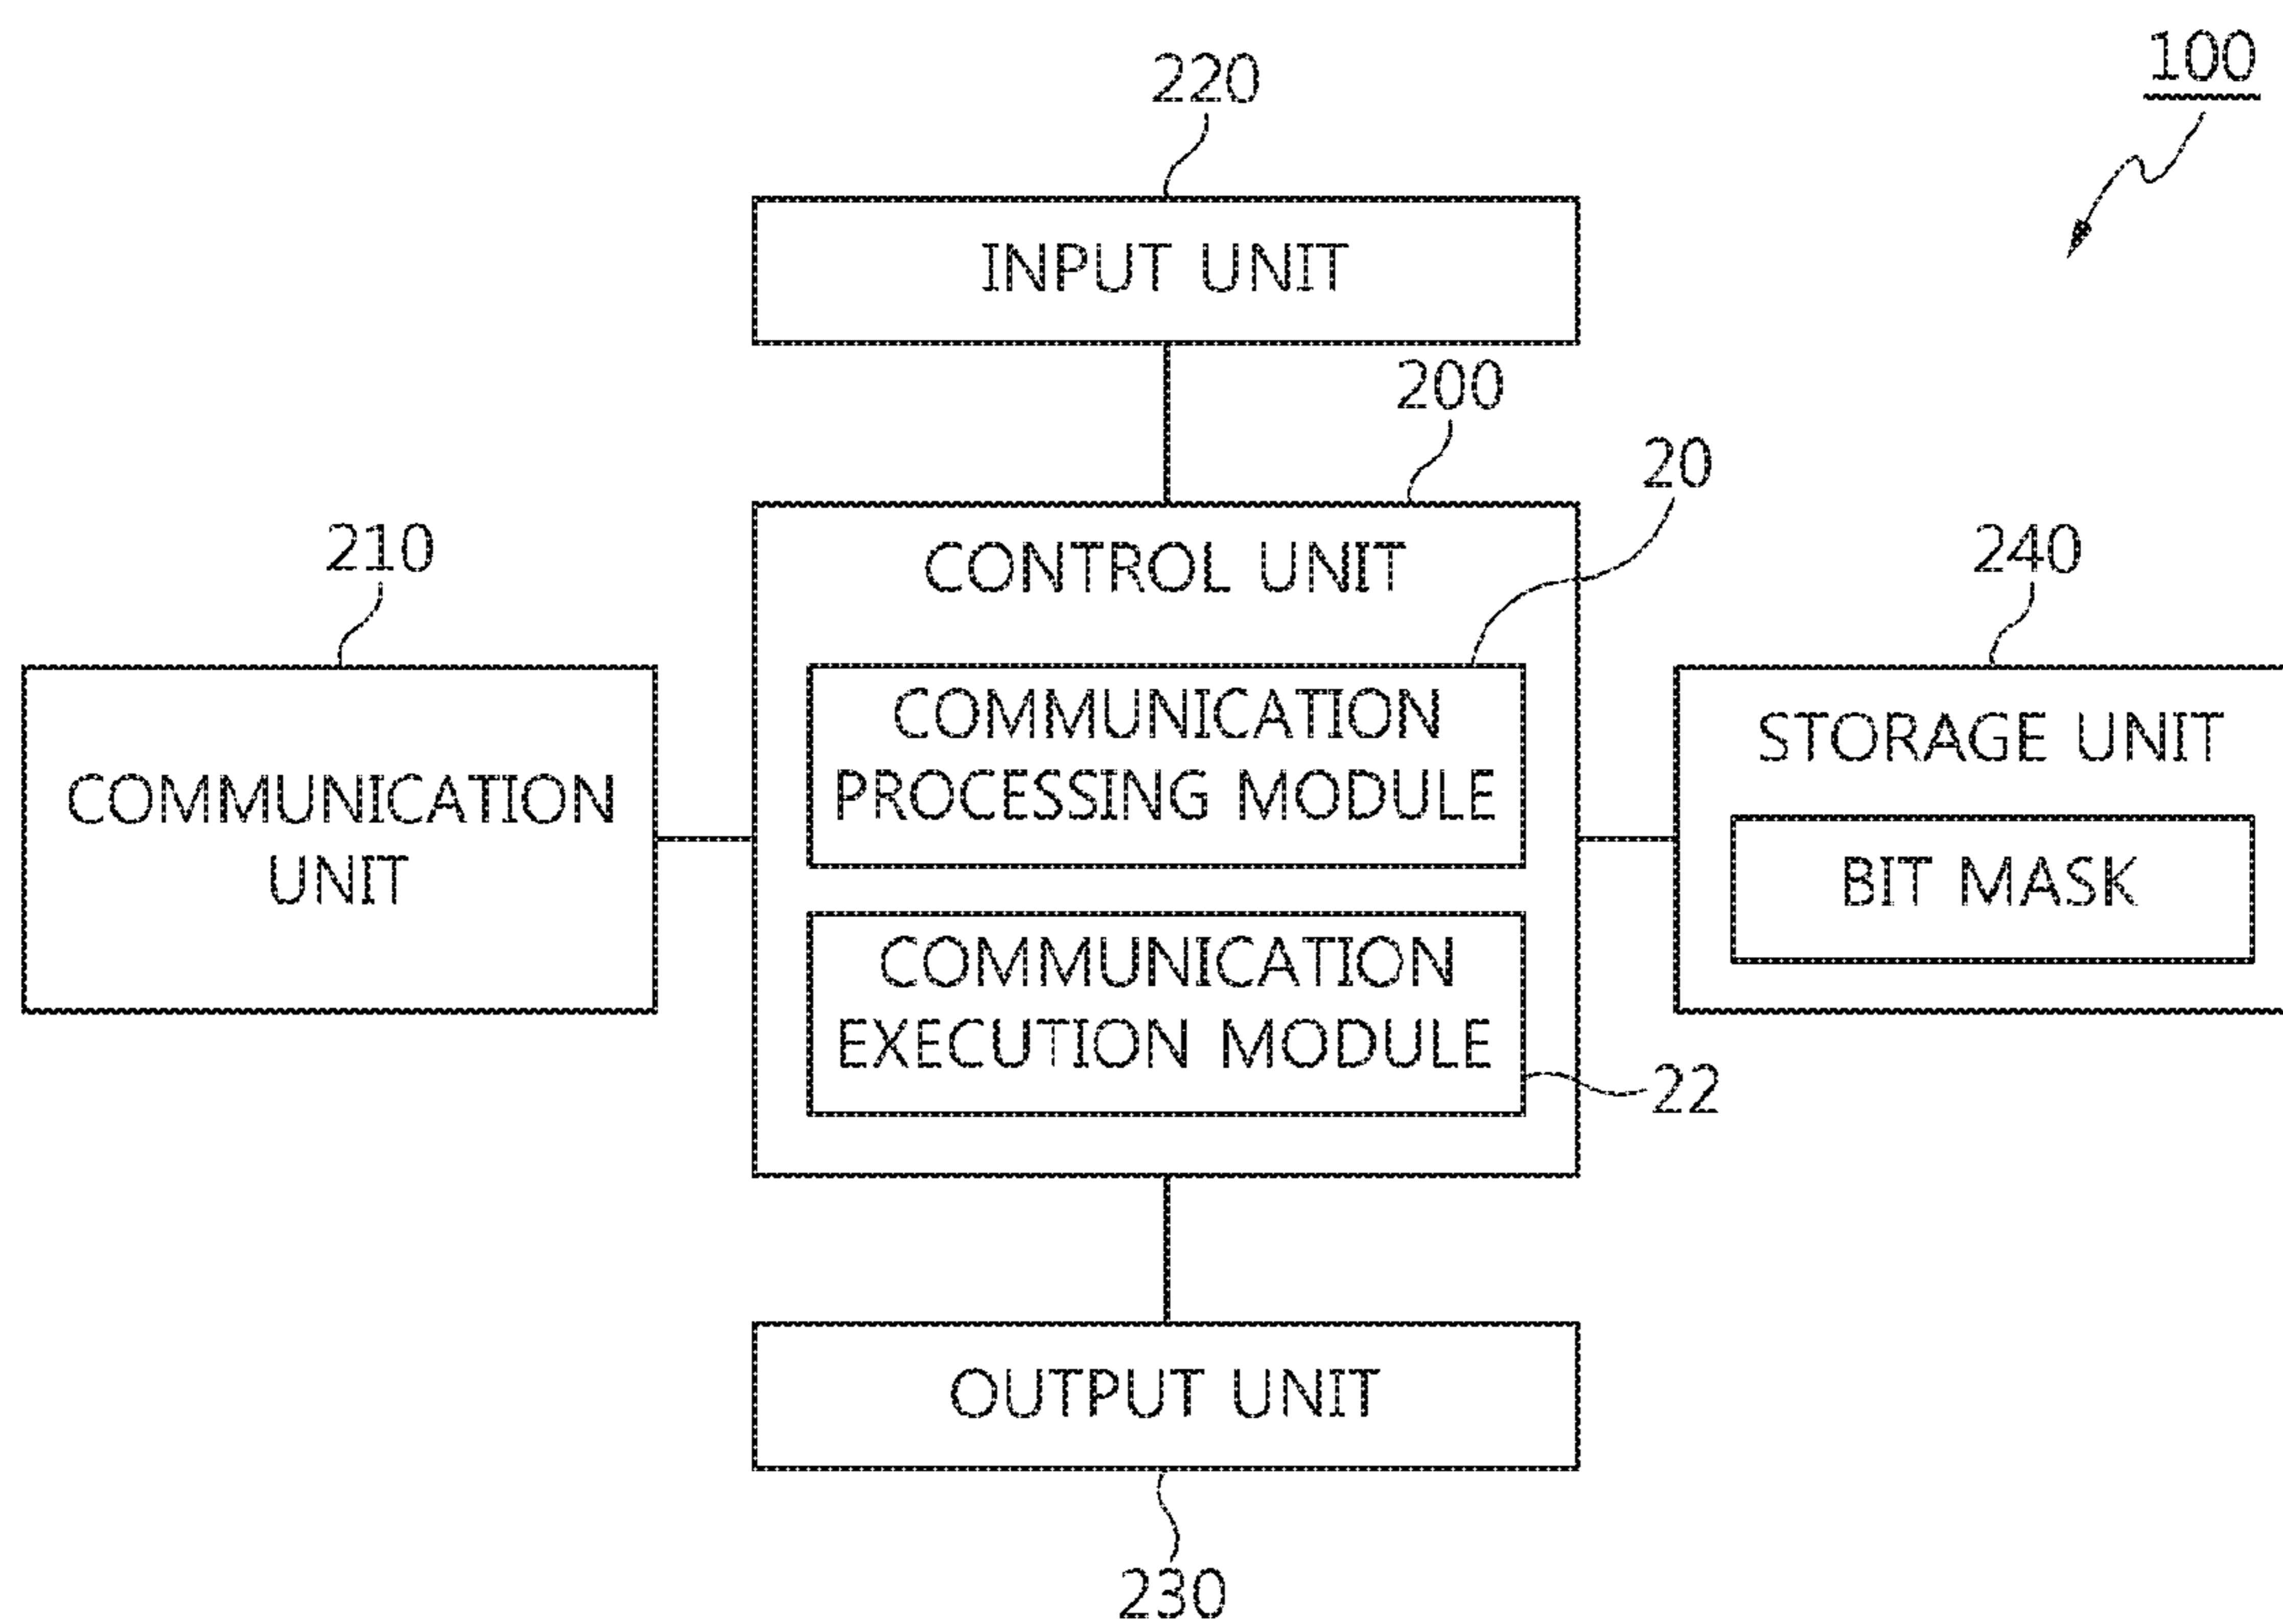 100
220
INPUT UNIT
200
20
210
CONTROL UNIT
240
COMMUNICATION
PROCESSING MODULE
STORAGE UNIT
COMMUNICATION
UNIT
BIT MASK
COMMUNICATION
EXECUTION MODULE
22
OUTPUT UNIT
230